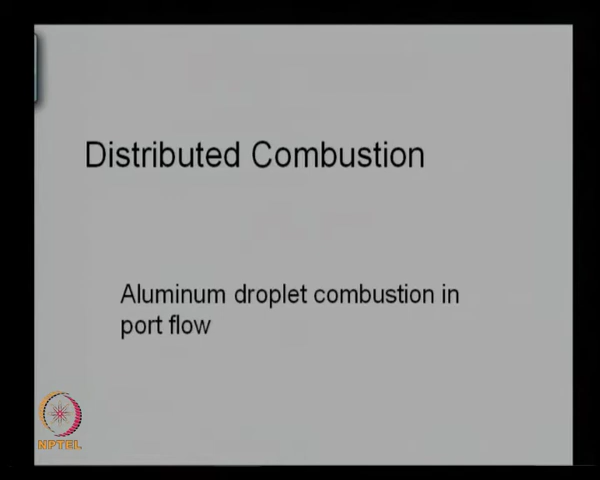 Distributed Combustion
Aluminum droplet combustion in
port flow
NPTEL